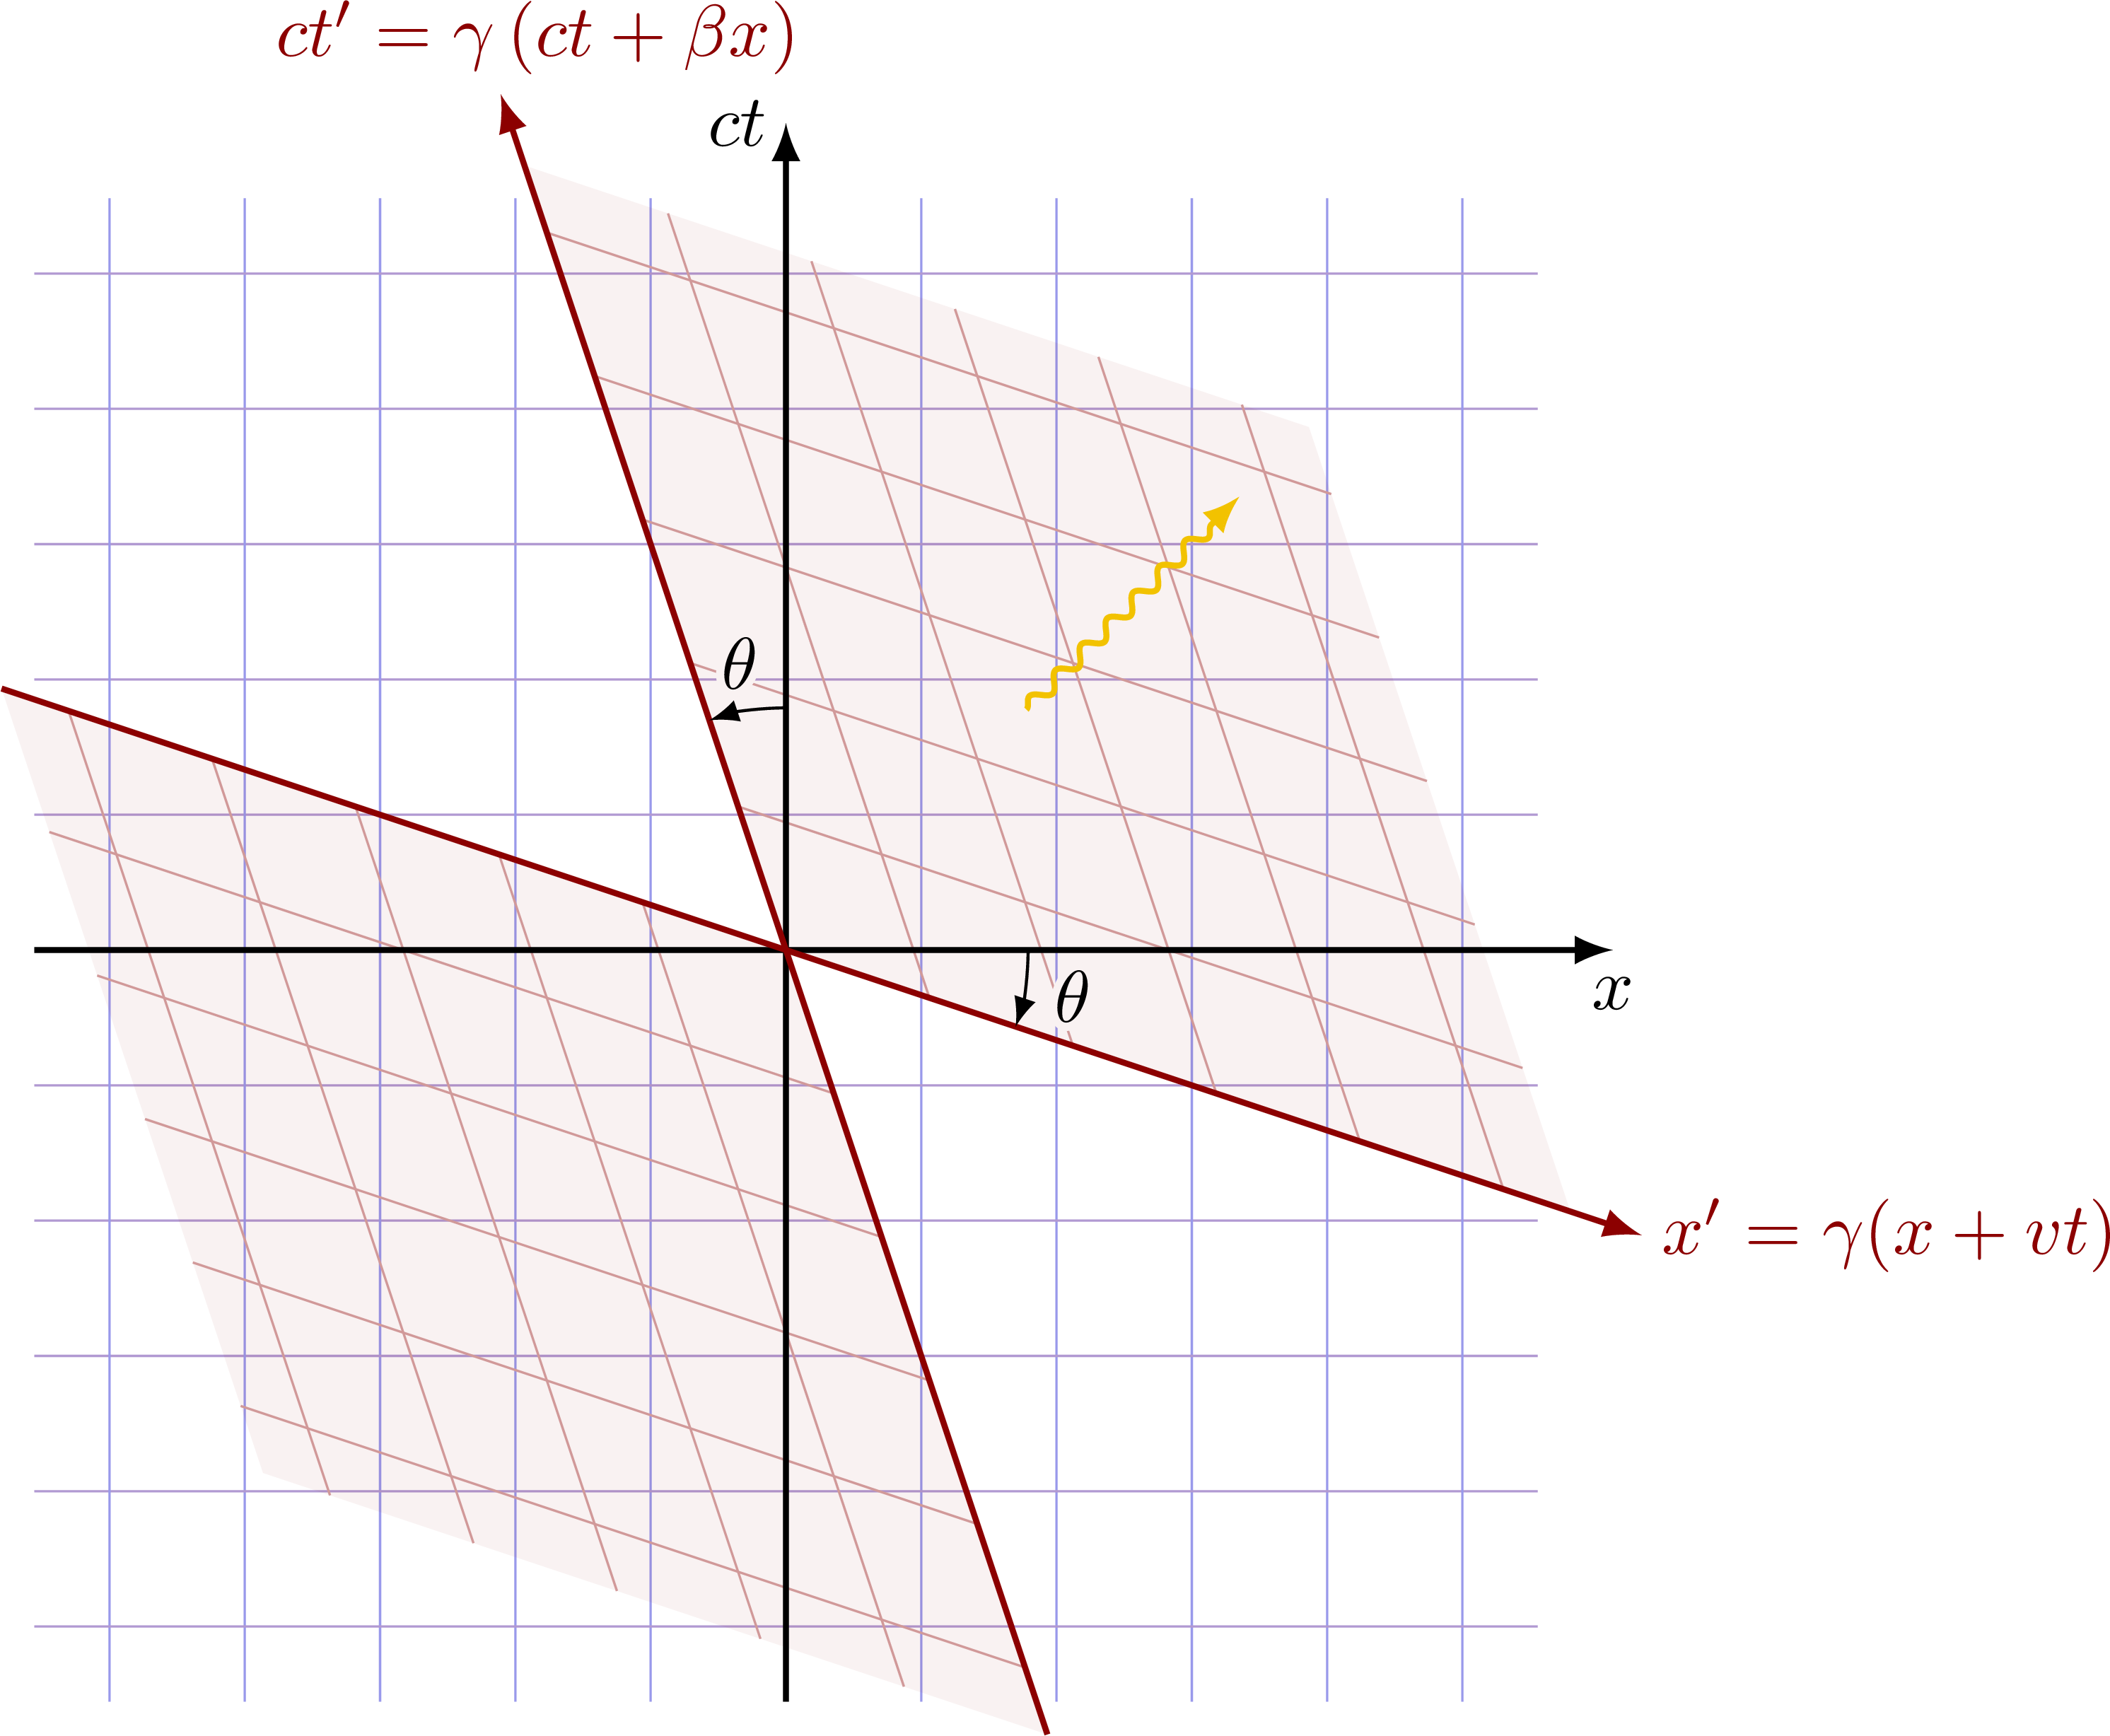 ct′ = γ (ct + βx)
ct
θ
θ
x
x′ = γ(x + vt)